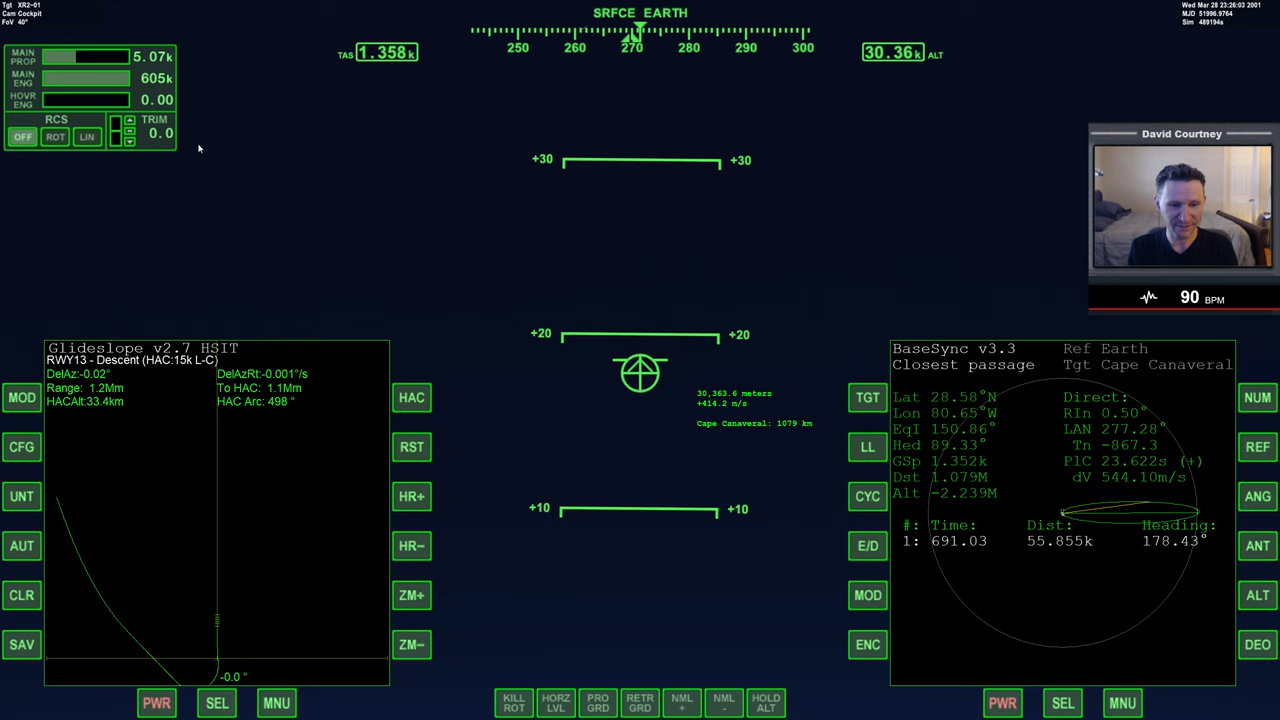 Tgt XR2-01
Cam Cockpit
FoV 40°
SRFCE EARTH
250 260 270 280 290 300
TAS 1.358k
30.36k ALT
Wed Mar 28 23:26:03 2001
MJD 51996.9764
Sim 489194s
MAIN PROP 5.07k
MAIN ENG 605k
HOVR ENG 0.00
RCS TRIM
OFF ROT LIN 0.0
David Courtney
90 BPM
+30 +30
+20 +20
+10 +10
30,363.6 meters
+414.2 m/s
Cape Canaveral: 1079 km
Glideslope v2.7 HSIT
RWY13 - Descent (HAC:15k L-C)
DelAz:-0.02° DelAzRt:-0.001°/s
Range: 1.2Mm To HAC: 1.1Mm
HACAlt:33.4km HAC Arc: 498 °
-0.0 °
MOD
CFG
UNT
AUT
CLR
SAV
HAC
RST
HR+
HR-
ZM+
ZM-
PWR SEL MNU
KILL ROT
HORZ LVL
PRO GRD
RETR GRD
NML +
NML -
HOLD ALT
BaseSync v3.3 Ref Earth
Closest passage Tgt Cape Canaveral
Lat 28.58°N Direct:
Lon 80.65°W RIn 0.50°
EqI 150.86° LAN 277.28°
Hed 89.33° Tn -867.3
GSp 1.352k PlC 23.622s (+)
Dst 1.079M dV 544.10m/s
Alt -2.239M
#: Time: Dist: Heading:
1: 691.03 55.855k 178.43°
TGT
LL
CYC
E/D
MOD
ENC
NUM
REF
ANG
ANT
ALT
DEO
PWR SEL MNU